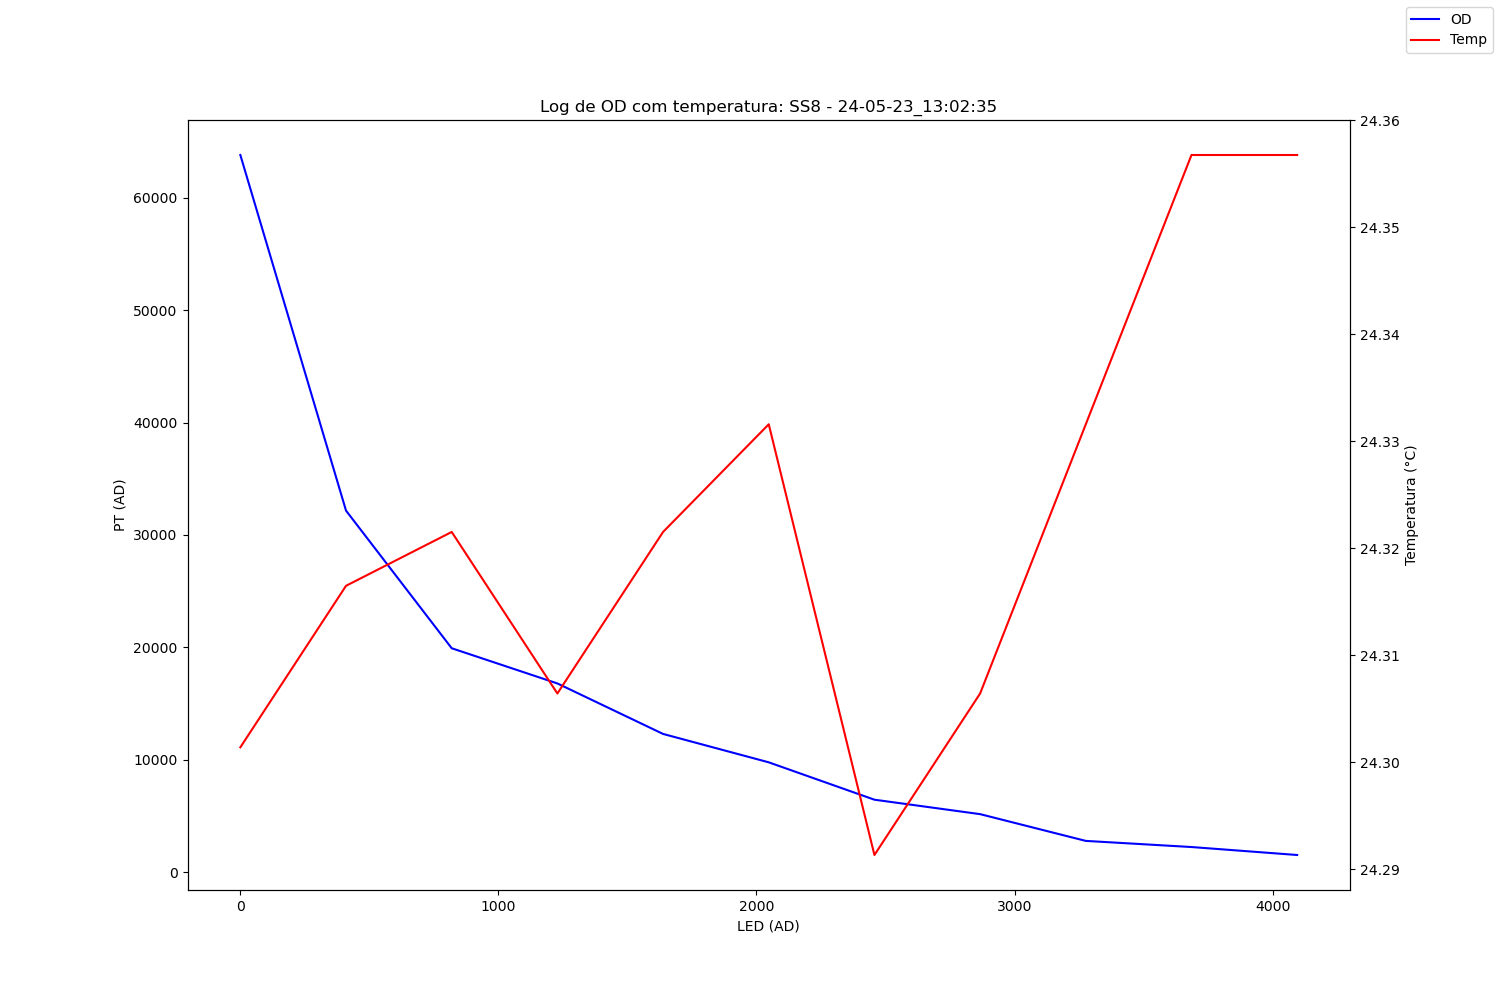 OD
Temp
Log de OD com temperatura: SS8 - 24-05-23_13:02:35
60000
50000
40000
30000
20000
10000
0
PT (AD)
24.36
24.35
24.34
24.33
24.32
24.31
24.30
24.29
Temperatura (°C)
0 1000 2000 3000 4000
LED (AD)